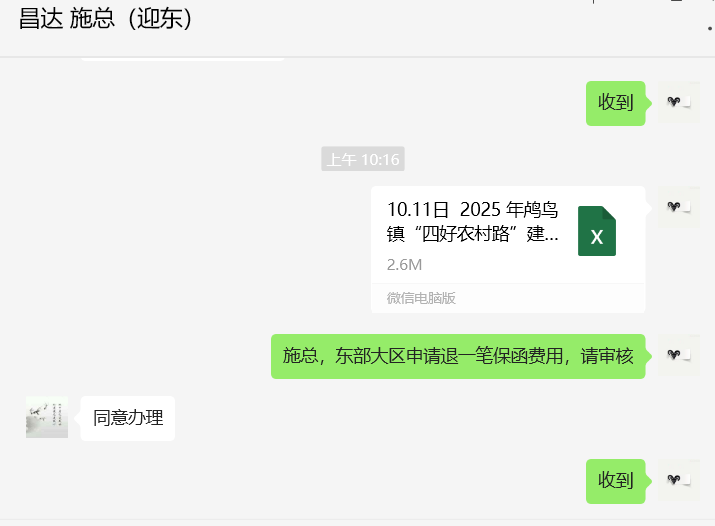 昌达 施总（迎东）
收到
上午 10:16
10.11日 2025 年鸬鸟
镇“四好农村路”建...
X
2.6M
微信电脑版
施总，东部大区申请退一笔保函费用，请审核
同意办理
收到